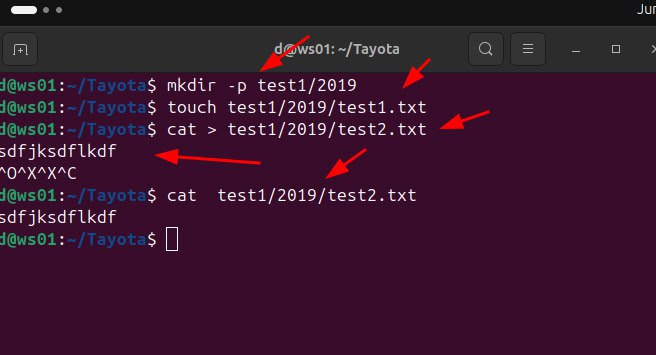 Jun
d@ws01: ~/Tayota
d@ws01:~/Tayota$ mkdir -p test1/2019
d@ws01:~/Tayota$ touch test1/2019/test1.txt
d@ws01:~/Tayota$ cat > test1/2019/test2.txt
sdfjksdflkdf
^O^X^X^C
d@ws01:~/Tayota$ cat  test1/2019/test2.txt
sdfjksdflkdf
d@ws01:~/Tayota$